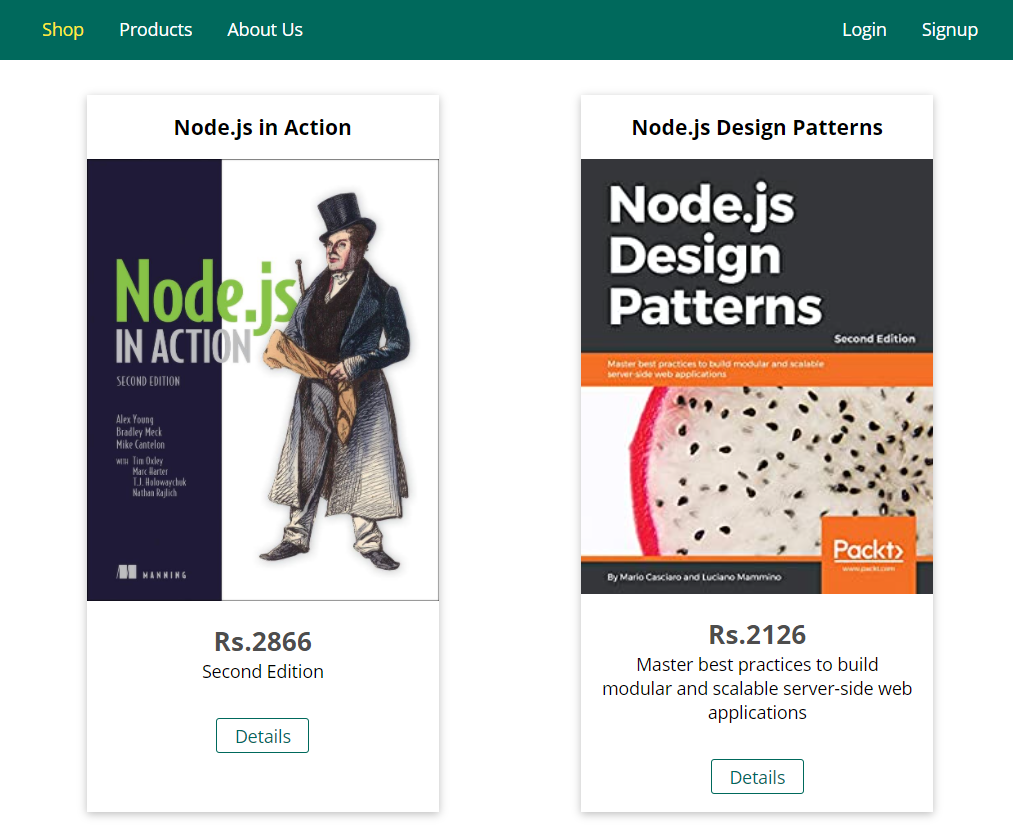 Shop Products About Us Login Signup
Node.js in Action
Node.js
IN ACTION
SECOND EDITION
Alex Young
Bradley Meck
Mike Cantelon
WITH Tim Oxley
Marc Harter
T.J. Holowaychuk
Nathan Rajlich
MANNING
Rs.2866
Second Edition
Details
Node.js Design Patterns
Node.js
Design
Patterns
Second Edition
Master best practices to build modular and scalable
server-side web applications
Packt>
www.packt.com
By Mario Casciaro and Luciano Mammino
Rs.2126
Master best practices to build
modular and scalable server-side web
applications
Details